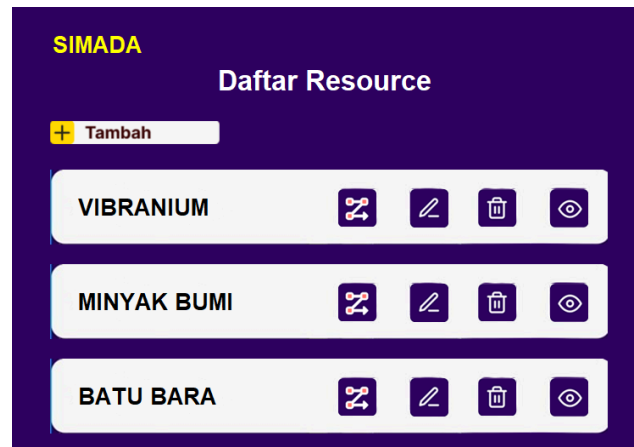 SIMADA
Daftar Resource
Tambah
VIBRANIUM
MINYAK BUMI
BATU BARA